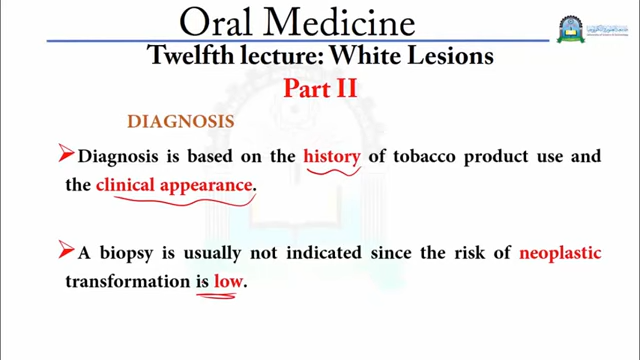 Oral Medicine
Twelfth lecture: White Lesions
Part II
DIAGNOSIS
Diagnosis is based on the history of tobacco product use and
the clinical appearance.
A biopsy is usually not indicated since the risk of neoplastic
transformation is low.